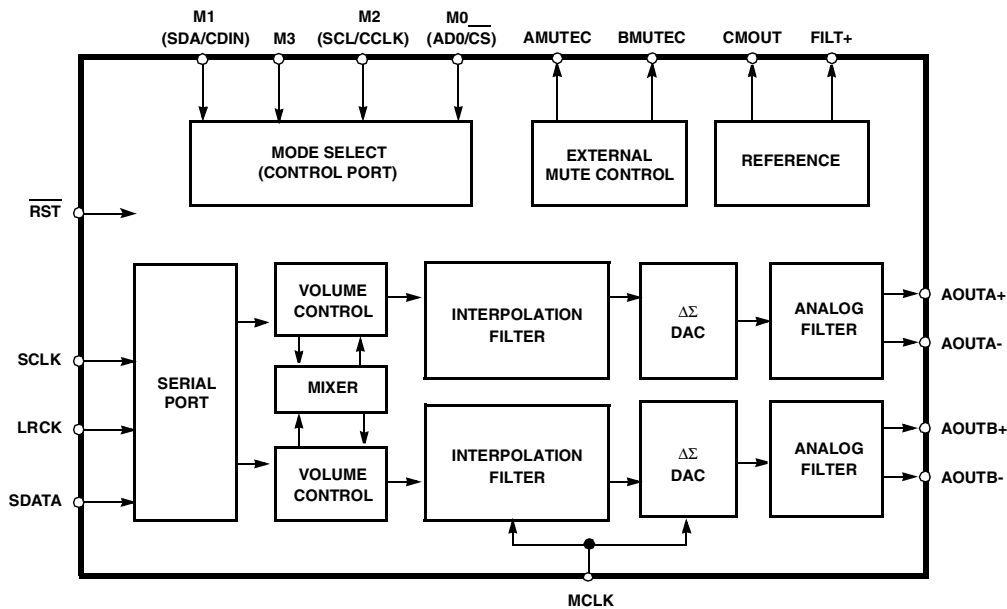 M1
(SDA/CDIN)
M3
M2
(SCL/CCLK)
M0
(AD0/C̅S̅)
AMUTEC
BMUTEC
CMOUT
FILT+
MODE SELECT
(CONTROL PORT)
EXTERNAL
MUTE CONTROL
REFERENCE
R̅S̅T̅
SCLK
LRCK
SDATA
SERIAL
PORT
VOLUME
CONTROL
MIXER
VOLUME
CONTROL
INTERPOLATION
FILTER
ΔΣ
DAC
ANALOG
FILTER
AOUTA+
AOUTA-
INTERPOLATION
FILTER
ΔΣ
DAC
ANALOG
FILTER
AOUTB+
AOUTB-
MCLK